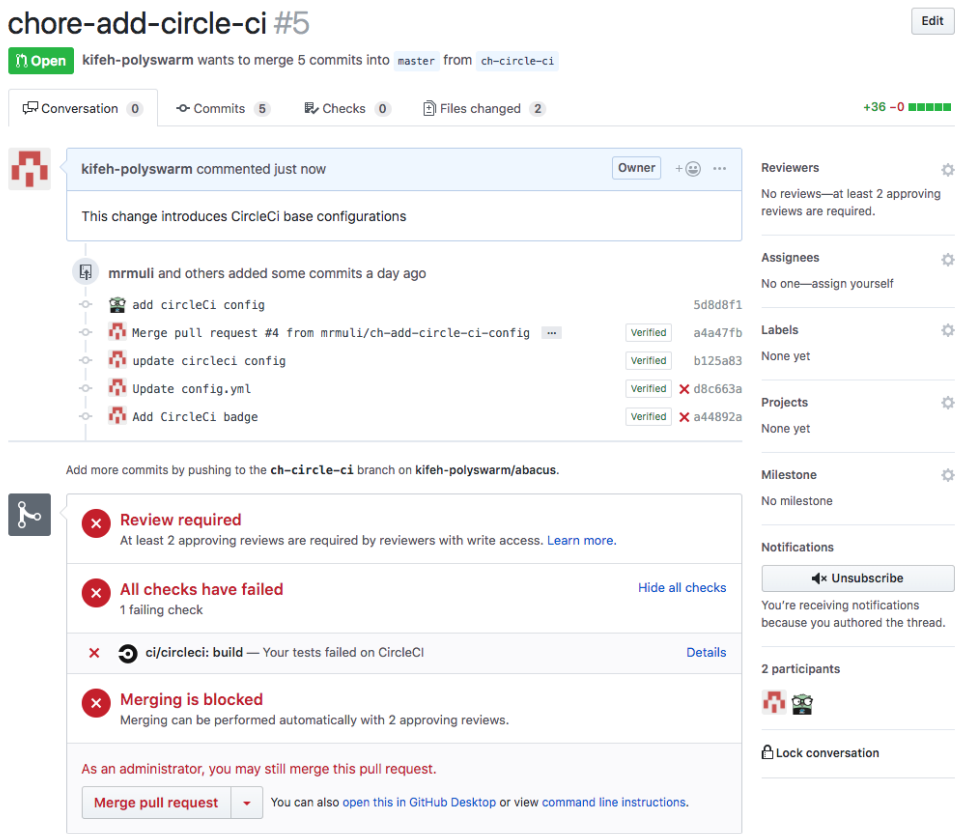 chore-add-circle-ci #5
Edit
Open kifeh-polyswarm wants to merge 5 commits into master from ch-circle-ci
Conversation 0 Commits 5 Checks 0 Files changed 2 +36 −0
kifeh-polyswarm commented just now Owner
This change introduces CircleCi base configurations
mrmuli and others added some commits a day ago
add circleCi config 5d8d8f1
Merge pull request #4 from mrmuli/ch-add-circle-ci-config ... Verified a4a47fb
update circleci config Verified b125a83
Update config.yml Verified d8c663a
Add CircleCi badge Verified a44892a
Add more commits by pushing to the ch-circle-ci branch on kifeh-polyswarm/abacus.
Review required
At least 2 approving reviews are required by reviewers with write access. Learn more.
All checks have failed Hide all checks
1 failing check
ci/circleci: build — Your tests failed on CircleCI Details
Merging is blocked
Merging can be performed automatically with 2 approving reviews.
As an administrator, you may still merge this pull request.
Merge pull request You can also open this in GitHub Desktop or view command line instructions.
Reviewers
No reviews—at least 2 approving
reviews are required.
Assignees
No one—assign yourself
Labels
None yet
Projects
None yet
Milestone
No milestone
Notifications
Unsubscribe
You're receiving notifications
because you authored the thread.
2 participants
Lock conversation